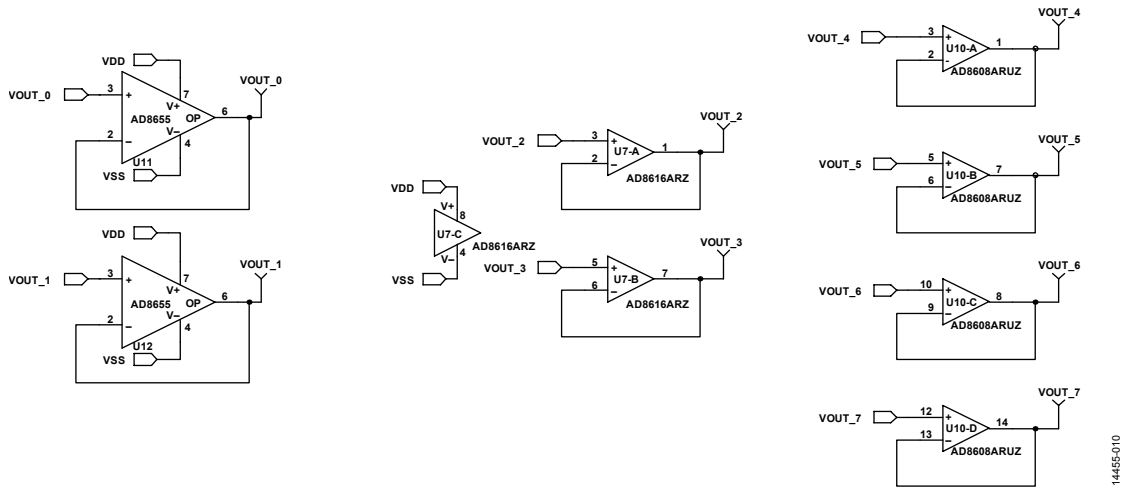 VDD
VOUT_0
VOUT_0
3
+
7
V+
AD8655
OP
6
V–
2
–
4
U11
VSS
VDD
VOUT_1
VOUT_1
3
+
7
V+
AD8655
OP
6
V–
2
–
4
U12
VSS
VDD
V+
8
U7-C
AD8616ARZ
V–
4
VSS
VOUT_2
VOUT_2
3
+
U7-A
1
2
–
AD8616ARZ
VOUT_3
VOUT_3
5
+
U7-B
7
6
–
AD8616ARZ
VOUT_4
VOUT_4
3
+
U10-A
1
2
-
AD8608ARUZ
VOUT_5
VOUT_5
5
+
U10-B
7
6
–
AD8608ARUZ
VOUT_6
VOUT_6
10
+
U10-C
8
9
–
AD8608ARUZ
VOUT_7
VOUT_7
12
+
U10-D
14
13
–
AD8608ARUZ
14455-010